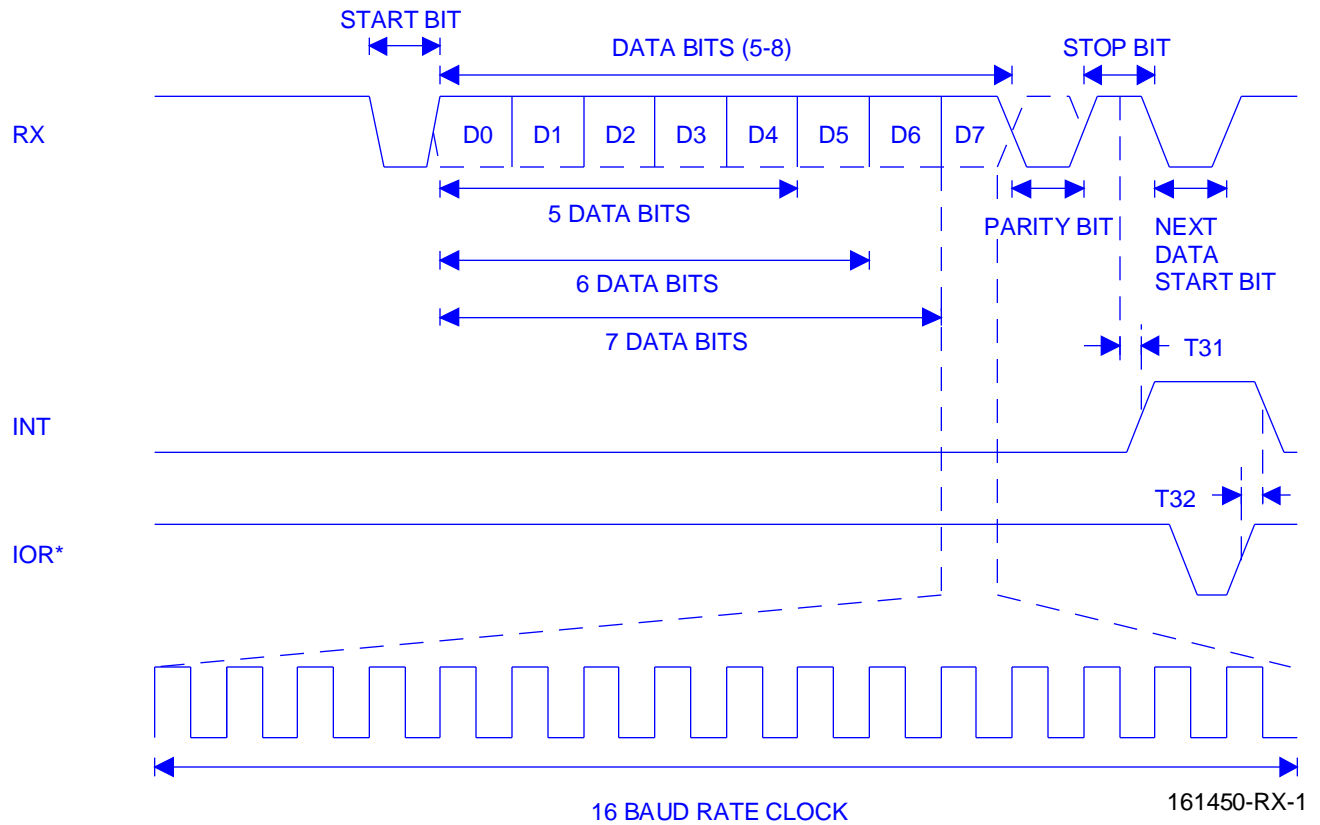 START BIT
DATA BITS (5-8)
STOP BIT
RX
D0 D1 D2 D3 D4 D5 D6 D7
5 DATA BITS
PARITY BIT
NEXT
DATA
START BIT
6 DATA BITS
7 DATA BITS
T31
INT
T32
IOR*
16 BAUD RATE CLOCK
161450-RX-1